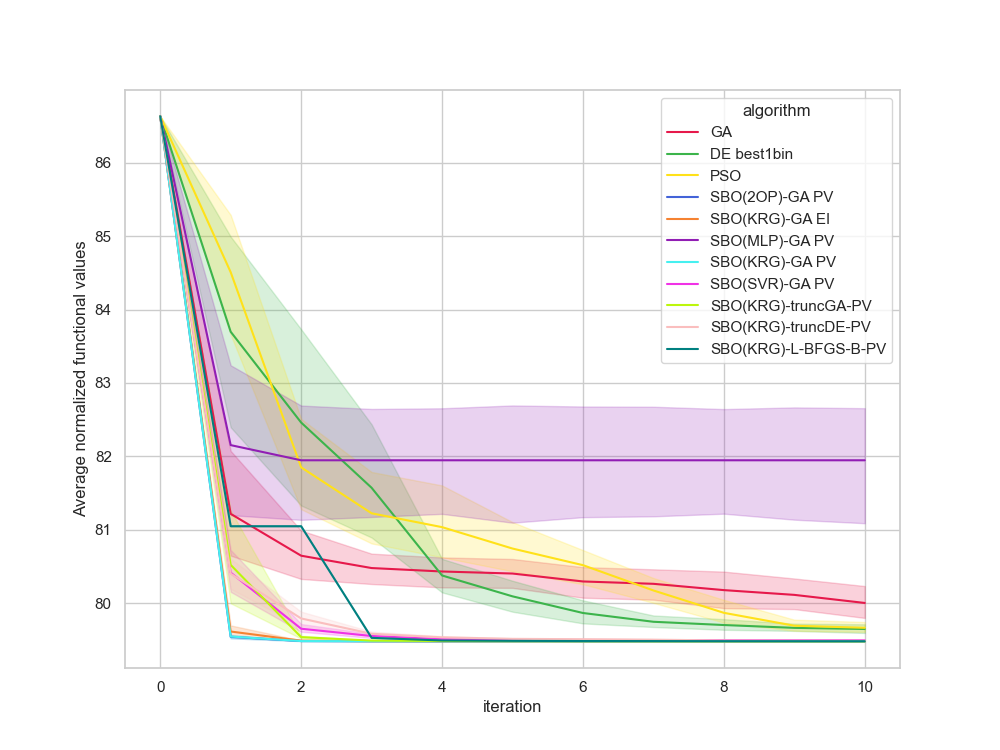 algorithm
GA
DE best1bin
PSO
SBO(2OP)-GA PV
SBO(KRG)-GA EI
SBO(MLP)-GA PV
SBO(KRG)-GA PV
SBO(SVR)-GA PV
SBO(KRG)-truncGA-PV
SBO(KRG)-truncDE-PV
SBO(KRG)-L-BFGS-B-PV
Average normalized functional values
86
85
84
83
82
81
80
0
2
4
6
8
10
iteration